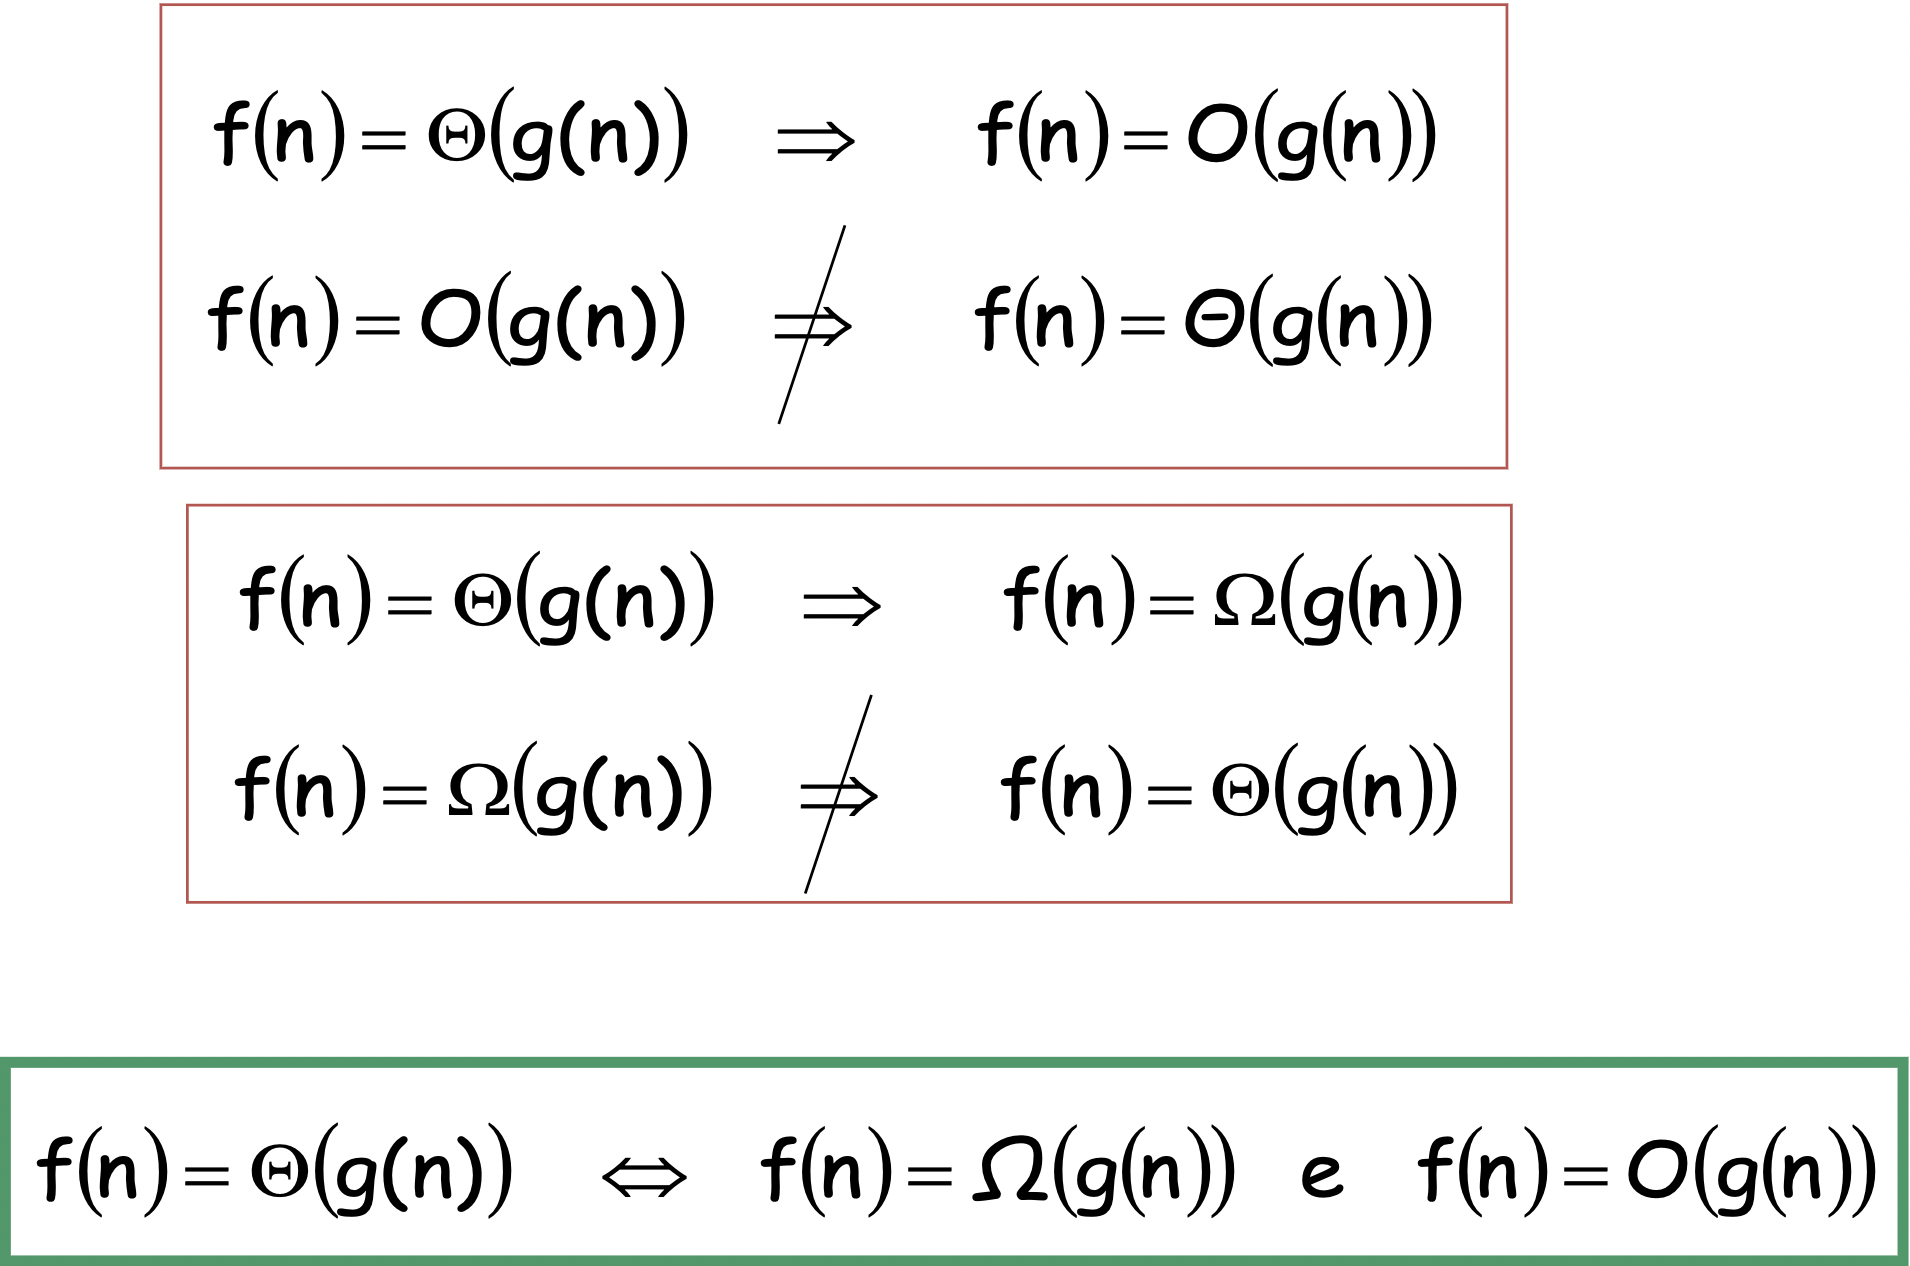 f(n) = Θ(g(n)) ⇒ f(n) = O(g(n))
f(n) = O(g(n)) ⇏ f(n) = Θ(g(n))
f(n) = Θ(g(n)) ⇒ f(n) = Ω(g(n))
f(n) = Ω(g(n)) ⇏ f(n) = Θ(g(n))
f(n) = Θ(g(n)) ⇔ f(n) = Ω(g(n)) e f(n) = O(g(n))